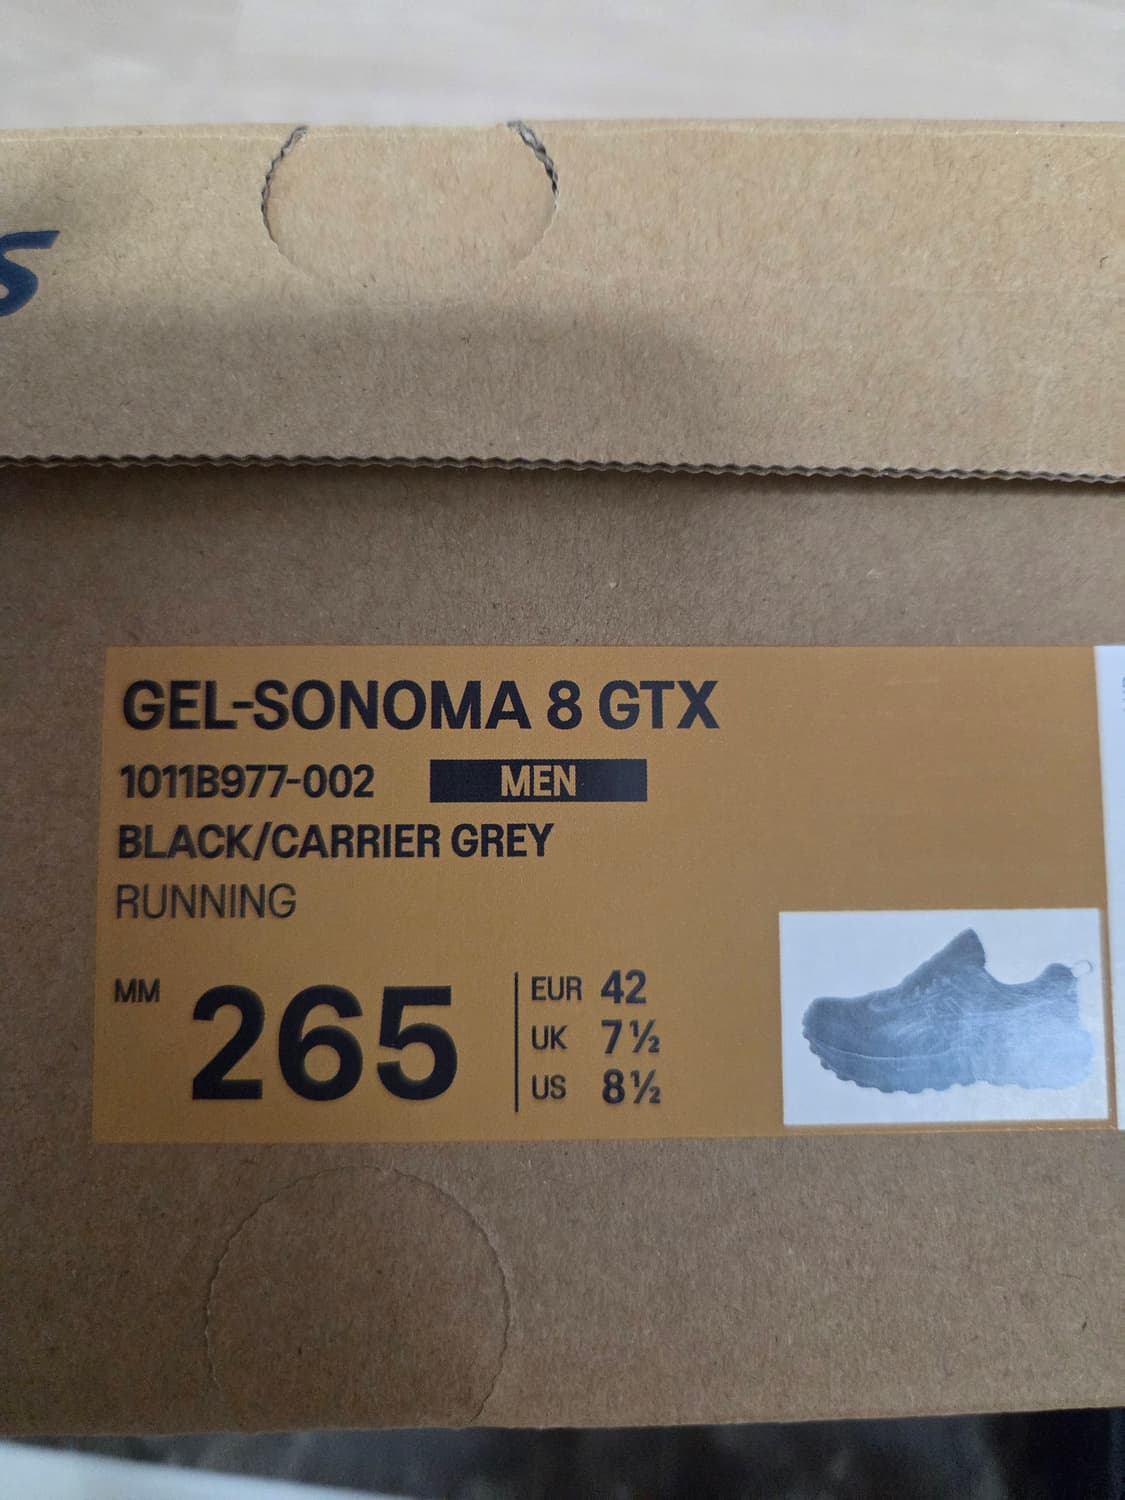 s
GEL-SONOMA 8 GTX
1011B977-002 MEN
BLACK/CARRIER GREY
RUNNING
MM 265
EUR 42
UK 7½
US 8½